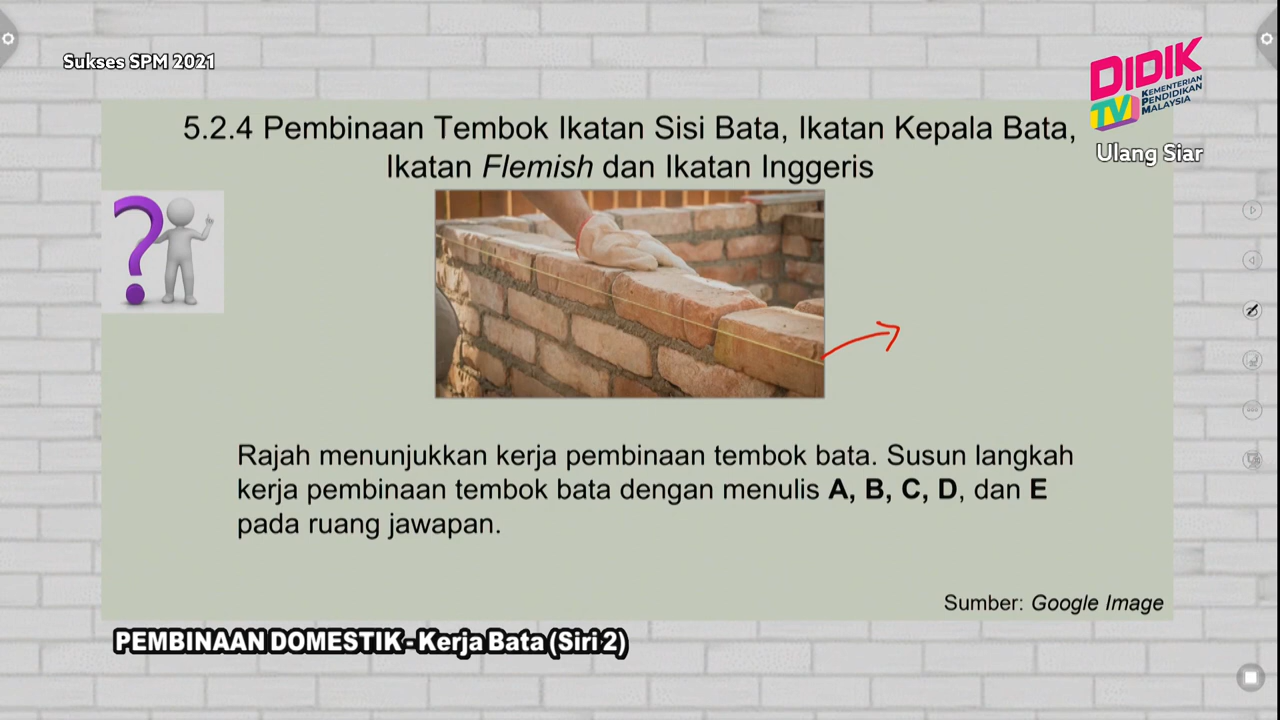 Sukses SPM 2021
DIDIK
TV
KEMENTERIAN
PENDIDIKAN
MALAYSIA
Ulang Siar
5.2.4 Pembinaan Tembok Ikatan Sisi Bata, Ikatan Kepala Bata,
Ikatan Flemish dan Ikatan Inggeris
?
Rajah menunjukkan kerja pembinaan tembok bata. Susun langkah
kerja pembinaan tembok bata dengan menulis A, B, C, D, dan E
pada ruang jawapan.
Sumber: Google Image
PEMBINAAN DOMESTIK - Kerja Bata (Siri 2)